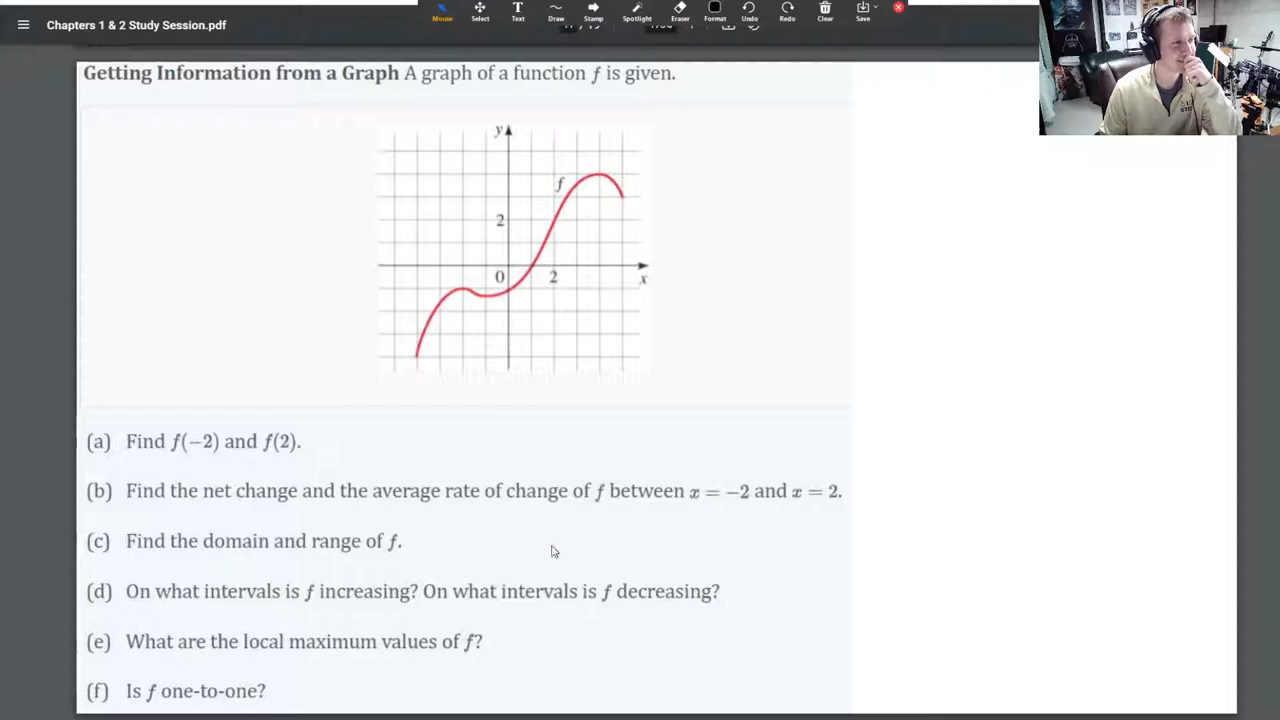 Chapters 1 & 2 Study Session.pdf
Mouse Select Text Draw Stamp Spotlight Eraser Format Undo Redo Clear Save
Getting Information from a Graph A graph of a function f is given.
y
f
2
0 2 x
(a) Find f(−2) and f(2).
(b) Find the net change and the average rate of change of f between x = −2 and x = 2.
(c) Find the domain and range of f.
(d) On what intervals is f increasing? On what intervals is f decreasing?
(e) What are the local maximum values of f?
(f) Is f one-to-one?